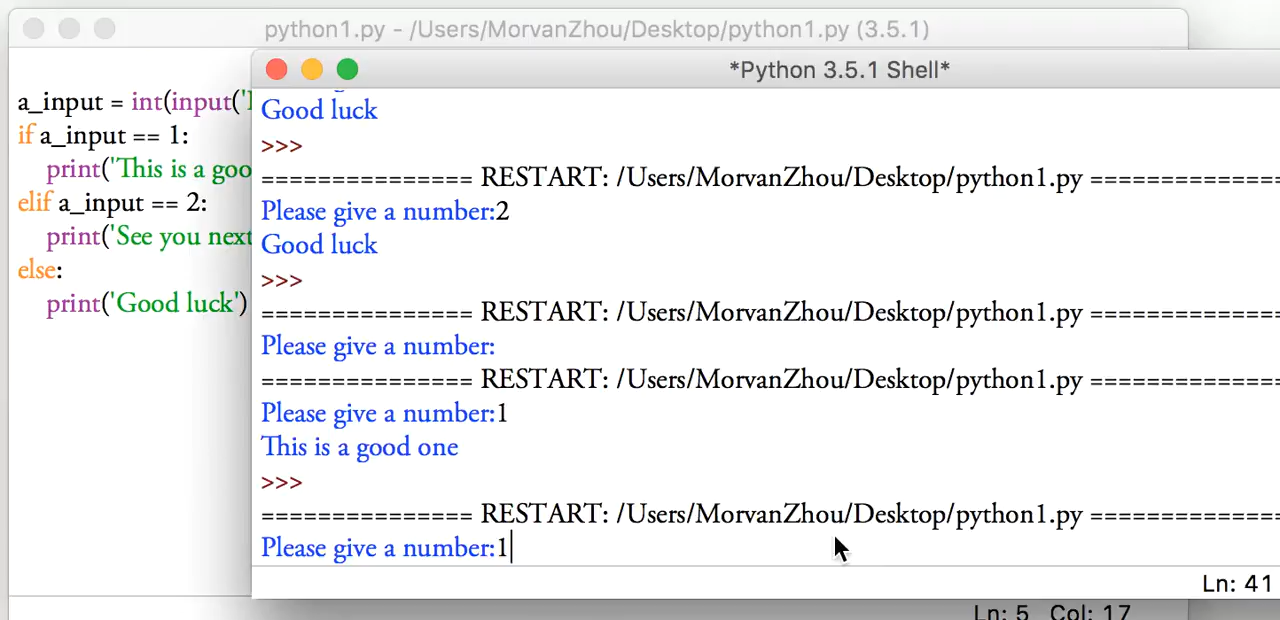 python1.py - /Users/MorvanZhou/Desktop/python1.py (3.5.1)
a_input = int(input('
if a_input == 1:
print('This is a goo
elif a_input == 2:
print('See you next
else:
print('Good luck')
*Python 3.5.1 Shell*
Good luck
>>>
=============== RESTART: /Users/MorvanZhou/Desktop/python1.py ==============
Please give a number:2
Good luck
>>>
=============== RESTART: /Users/MorvanZhou/Desktop/python1.py ==============
Please give a number:
=============== RESTART: /Users/MorvanZhou/Desktop/python1.py ==============
Please give a number:1
This is a good one
>>>
=============== RESTART: /Users/MorvanZhou/Desktop/python1.py ==============
Please give a number:1
Ln: 41
Ln: 5 Col: 17